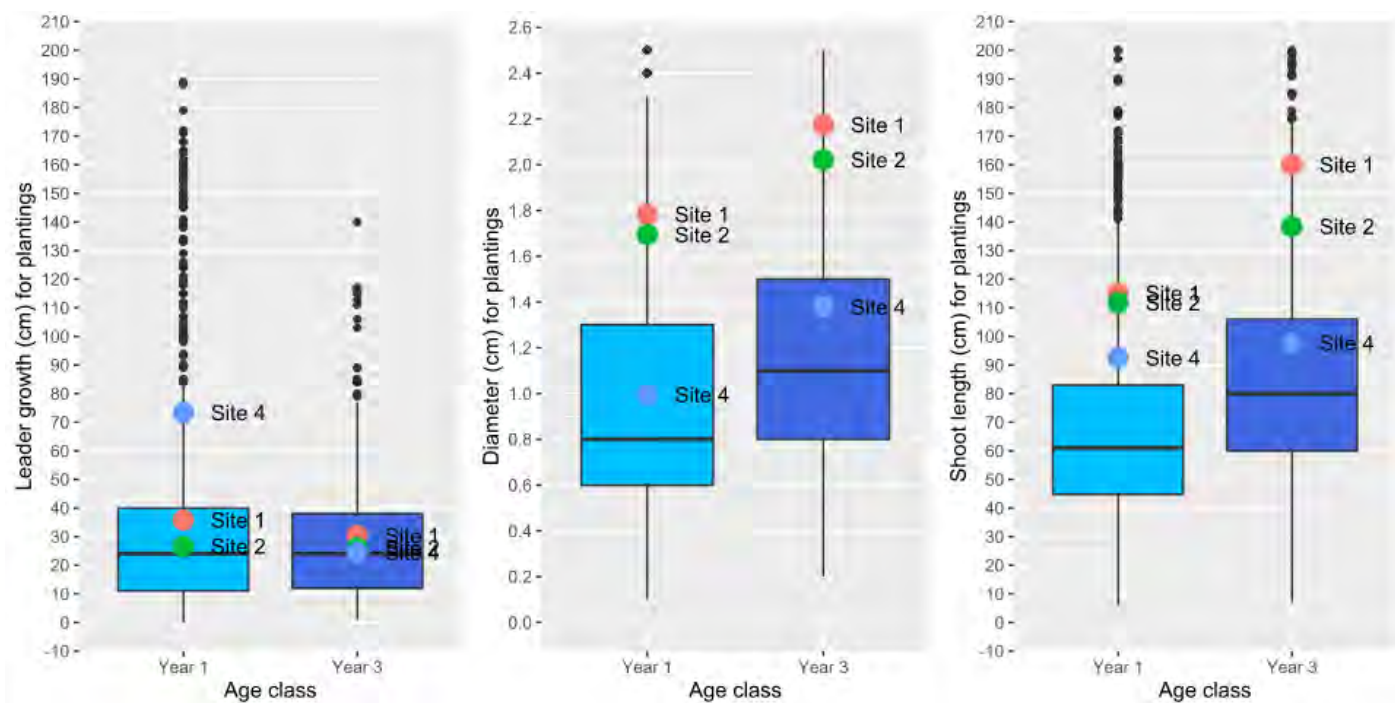 Leader growth (cm) for plantings
210
200
190
180
170
160
150
140
130
120
110
100
90
80
70
60
50
40
30
20
10
0
-10
Site 4
Site 1
Site 2
Site 1
Site 2
Site 4
Year 1
Year 3
Age class
Diameter (cm) for plantings
2.6
2.4
2.2
2.0
1.8
1.6
1.4
1.2
1.0
0.8
0.6
0.4
0.2
0.0
Site 1
Site 2
Site 4
Site 1
Site 2
Site 4
Year 1
Year 3
Age class
Shoot length (cm) for plantings
210
200
190
180
170
160
150
140
130
120
110
100
90
80
70
60
50
40
30
20
10
0
-10
Site 1
Site 2
Site 4
Site 1
Site 2
Site 4
Year 1
Year 3
Age class